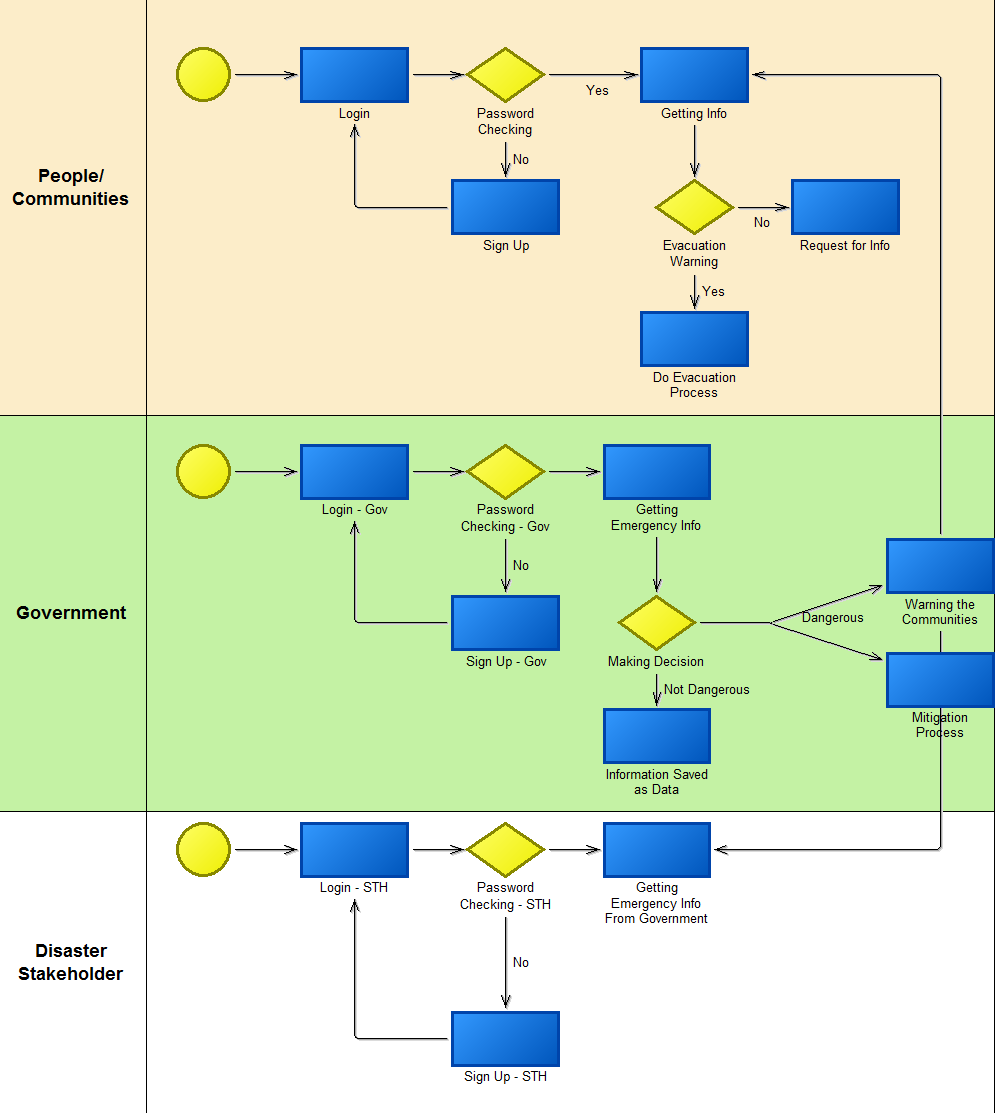 People/
Communities
Login
Password
Checking
Yes
Getting Info
No
Sign Up
Evacuation
Warning
No
Request for Info
Yes
Do Evacuation
Process
Government
Login - Gov
Password
Checking - Gov
Getting
Emergency Info
No
Sign Up - Gov
Making Decision
Dangerous
Warning the
Communities
Not Dangerous
Mitigation
Process
Information Saved
as Data
Disaster
Stakeholder
Login - STH
Password
Checking - STH
Getting
Emergency Info
From Government
No
Sign Up - STH